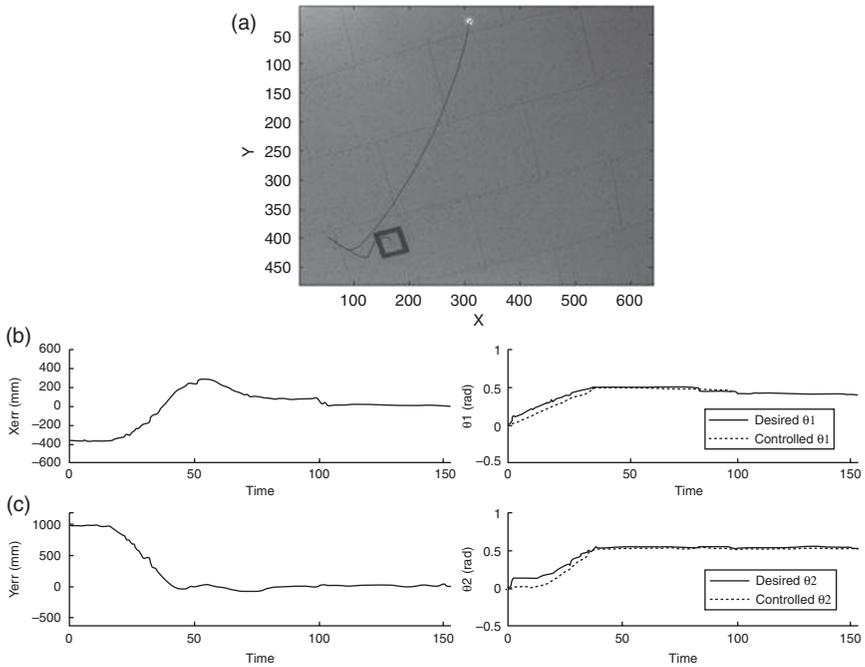 (a)
50
100
150
200
250
300
350
400
450
Y
100 200 300 400 500 600
X
(b)
600
400
200
0
−200
−400
−600
Xerr (mm)
0 50 100 150
Time
1
0.5
0
−0.5
θ1 (rad)
Desired θ1
Controlled θ1
0 50 100 150
Time
(c)
1000
500
0
−500
Yerr (mm)
0 50 100 150
Time
1
0.5
0
−0.5
θ2 (rad)
Desired θ2
Controlled θ2
0 50 100 150
Time